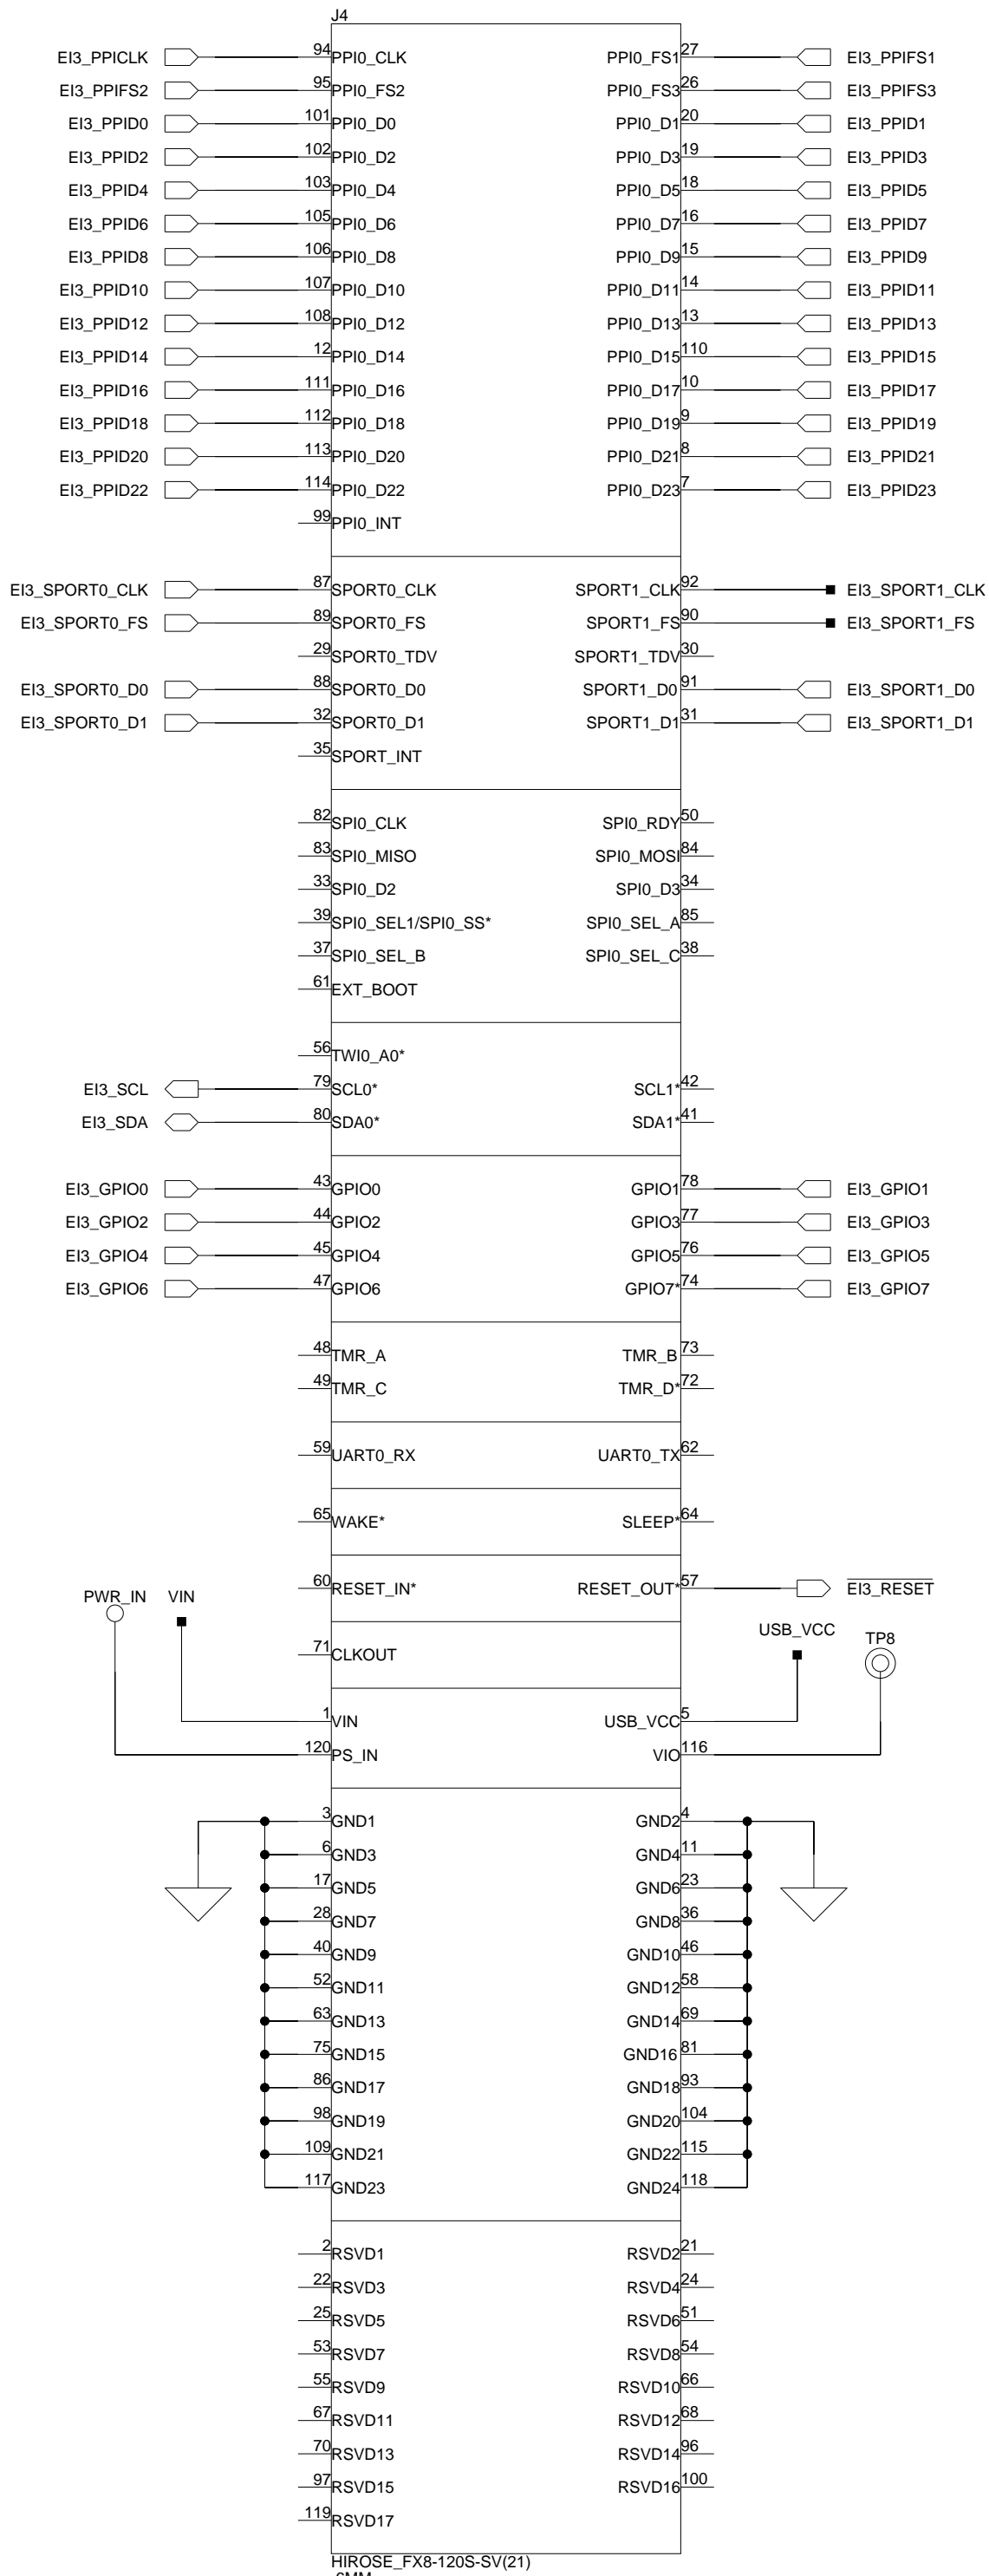 J4
EI3_PPICLK 94 PPI0_CLK PPI0_FS1 27 EI3_PPIFS1
EI3_PPIFS2 95 PPI0_FS2 PPI0_FS3 26 EI3_PPIFS3
EI3_PPID0 101 PPI0_D0 PPI0_D1 20 EI3_PPID1
EI3_PPID2 102 PPI0_D2 PPI0_D3 19 EI3_PPID3
EI3_PPID4 103 PPI0_D4 PPI0_D5 18 EI3_PPID5
EI3_PPID6 105 PPI0_D6 PPI0_D7 16 EI3_PPID7
EI3_PPID8 106 PPI0_D8 PPI0_D9 15 EI3_PPID9
EI3_PPID10 107 PPI0_D10 PPI0_D11 14 EI3_PPID11
EI3_PPID12 108 PPI0_D12 PPI0_D13 13 EI3_PPID13
EI3_PPID14 12 PPI0_D14 PPI0_D15 110 EI3_PPID15
EI3_PPID16 111 PPI0_D16 PPI0_D17 10 EI3_PPID17
EI3_PPID18 112 PPI0_D18 PPI0_D19 9 EI3_PPID19
EI3_PPID20 113 PPI0_D20 PPI0_D21 8 EI3_PPID21
EI3_PPID22 114 PPI0_D22 PPI0_D23 7 EI3_PPID23
99 PPI0_INT
EI3_SPORT0_CLK 87 SPORT0_CLK SPORT1_CLK 92 EI3_SPORT1_CLK
EI3_SPORT0_FS 89 SPORT0_FS SPORT1_FS 90 EI3_SPORT1_FS
29 SPORT0_TDV SPORT1_TDV 30
EI3_SPORT0_D0 88 SPORT0_D0 SPORT1_D0 91 EI3_SPORT1_D0
EI3_SPORT0_D1 32 SPORT0_D1 SPORT1_D1 31 EI3_SPORT1_D1
35 SPORT_INT
82 SPI0_CLK SPI0_RDY 50
83 SPI0_MISO SPI0_MOSI 84
33 SPI0_D2 SPI0_D3 34
39 SPI0_SEL1/SPI0_SS* SPI0_SEL_A 85
37 SPI0_SEL_B SPI0_SEL_C 38
61 EXT_BOOT
56 TWI0_A0*
EI3_SCL 79 SCL0* SCL1* 42
EI3_SDA 80 SDA0* SDA1* 41
EI3_GPIO0 43 GPIO0 GPIO1 78 EI3_GPIO1
EI3_GPIO2 44 GPIO2 GPIO3 77 EI3_GPIO3
EI3_GPIO4 45 GPIO4 GPIO5 76 EI3_GPIO5
EI3_GPIO6 47 GPIO6 GPIO7* 74 EI3_GPIO7
48 TMR_A TMR_B 73
49 TMR_C TMR_D* 72
59 UART0_RX UART0_TX 62
65 WAKE* SLEEP* 64
60 RESET_IN* RESET_OUT* 57 EI3_RESET
PWR_IN VIN
USB_VCC TP8
71 CLKOUT
1 VIN USB_VCC 5
120 PS_IN VIO 116
3 GND1 GND2 4
6 GND3 GND4 11
17 GND5 GND6 23
28 GND7 GND8 36
40 GND9 GND10 46
52 GND11 GND12 58
63 GND13 GND14 69
75 GND15 GND16 81
86 GND17 GND18 93
98 GND19 GND20 104
109 GND21 GND22 115
117 GND23 GND24 118
2 RSVD1 RSVD2 21
22 RSVD3 RSVD4 24
25 RSVD5 RSVD6 51
53 RSVD7 RSVD8 54
55 RSVD9 RSVD10 66
67 RSVD11 RSVD12 68
70 RSVD13 RSVD14 96
97 RSVD15 RSVD16 100
119 RSVD17
HIROSE_FX8-120S-SV(21)